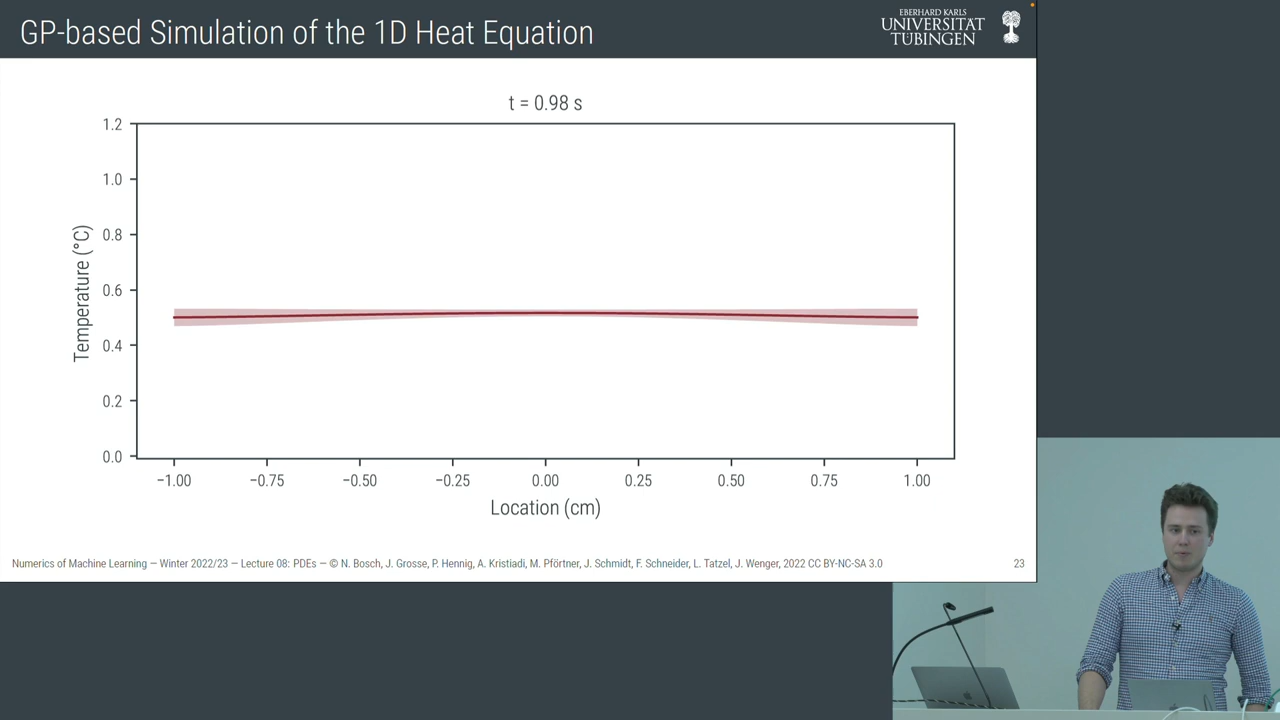 GP-based Simulation of the 1D Heat Equation
EBERHARD KARLS
UNIVERSITÄT
TÜBINGEN
t = 0.98 s
1.2
1.0
0.8
0.6
0.4
0.2
0.0
Temperature (°C)
−1.00 −0.75 −0.50 −0.25 0.00 0.25 0.50 0.75 1.00
Location (cm)
Numerics of Machine Learning — Winter 2022/23 — Lecture 08: PDEs — © N. Bosch, J. Grosse, P. Hennig, A. Kristiadi, M. Pförtner, J. Schmidt, F. Schneider, L. Tatzel, J. Wenger, 2022 CC BY-NC-SA 3.0
23